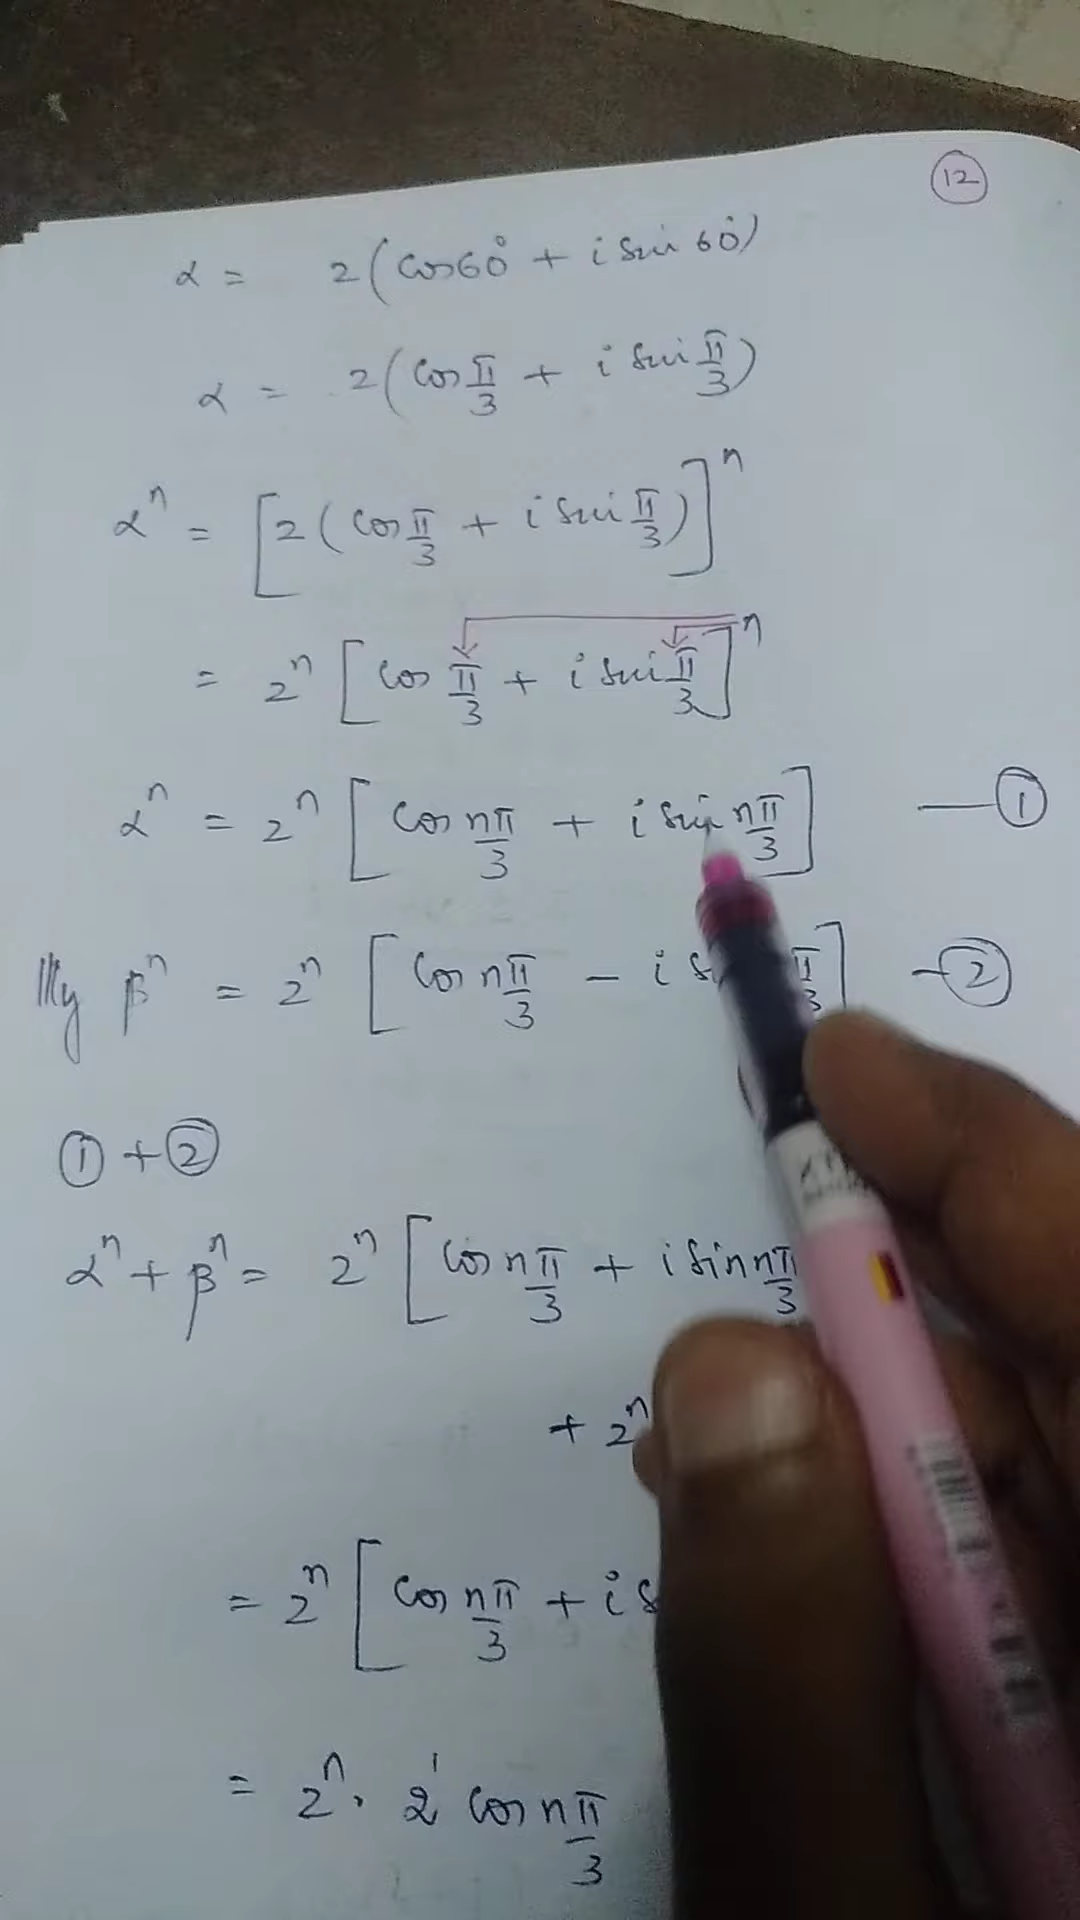 12
α = 2(cos60° + i sin 60°)
α = 2(cos π/3 + i sin π/3)
αⁿ = [2(cos π/3 + i sin π/3)]ⁿ
= 2ⁿ [cos π/3 + i sin π/3]ⁿ
αⁿ = 2ⁿ [cos nπ/3 + i sin nπ/3] — ①
|||ly βⁿ = 2ⁿ [cos nπ/3 − i π/3] — ②
① + ②
αⁿ + βⁿ = 2ⁿ [cos nπ/3 + i sin nπ/3
+ 2ⁿ
= 2ⁿ [cos nπ/3 + i s
= 2ⁿ · 2¹ cos nπ/3